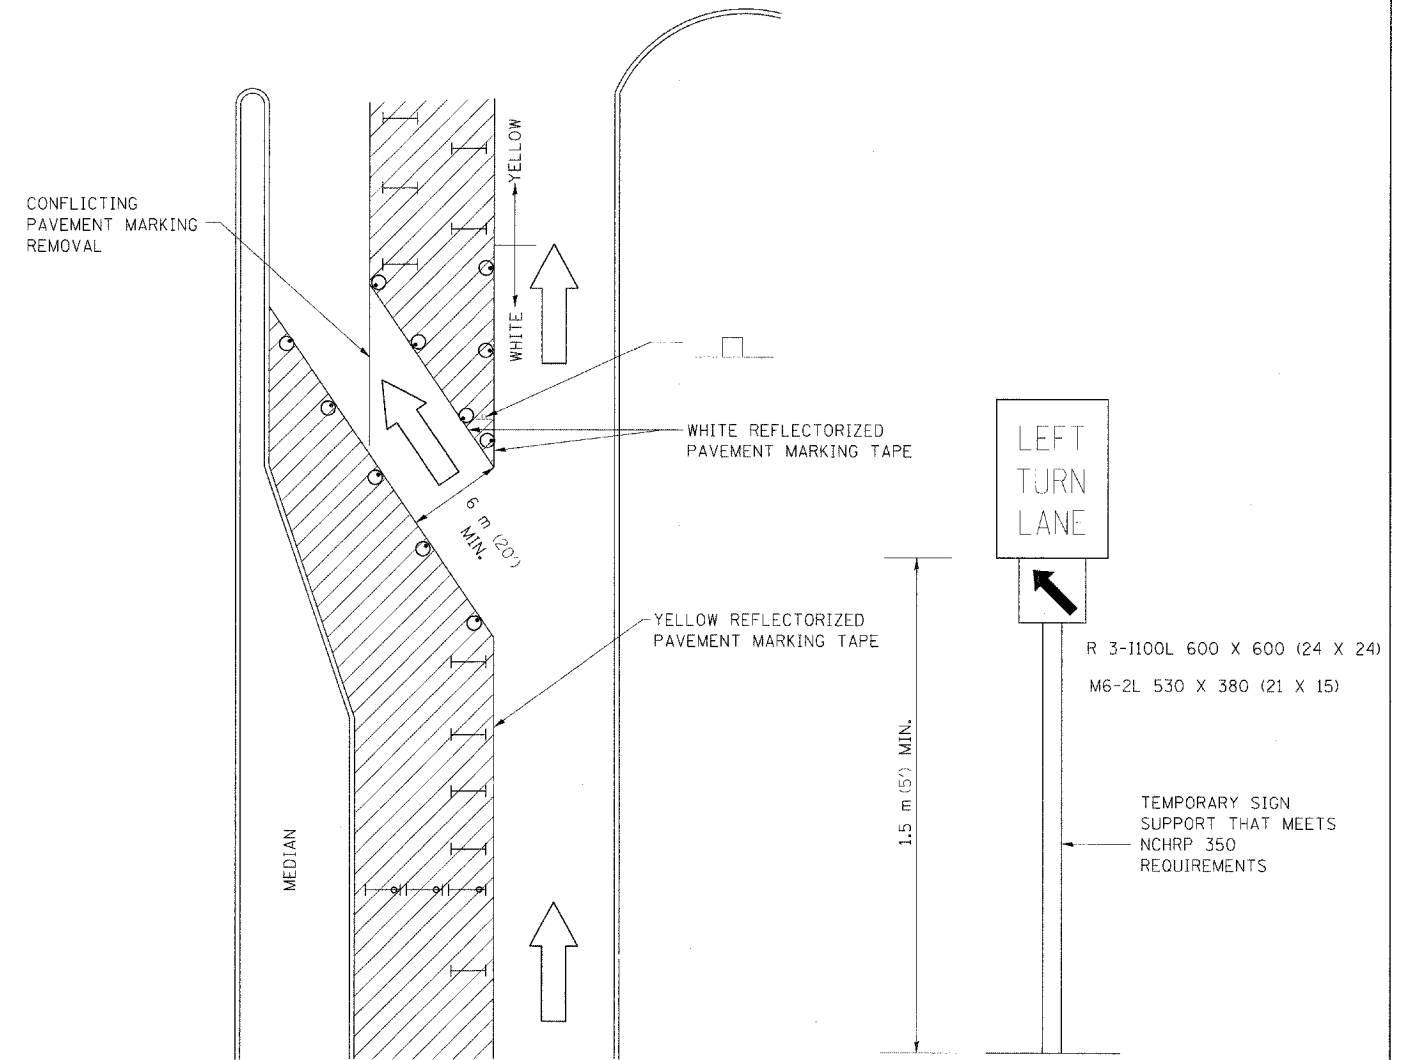 CONFLICTING
PAVEMENT MARKING
REMOVAL
YELLOW
WHITE
WHITE REFLECTORIZED
PAVEMENT MARKING TAPE
6 m (20')
MIN.
YELLOW REFLECTORIZED
PAVEMENT MARKING TAPE
MEDIAN
LEFT
TURN
LANE
R 3-I100L 600 X 600 (24 X 24)
M6-2L 530 X 380 (21 X 15)
1.5 m (5') MIN.
TEMPORARY SIGN
SUPPORT THAT MEETS
NCHRP 350
REQUIREMENTS